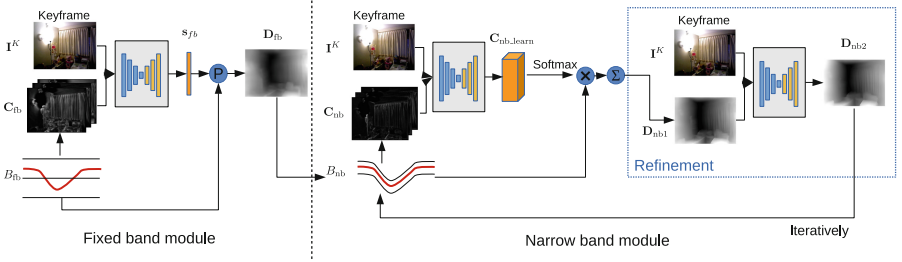 Keyframe
I^K
C_fb
B_fb
s_fb
P
D_fb
Fixed band module
Keyframe
I^K
C_nb
B_nb
C_nb_learn
Softmax
×
Σ
Keyframe
I^K
D_nb1
D_nb2
Refinement
Iteratively
Narrow band module